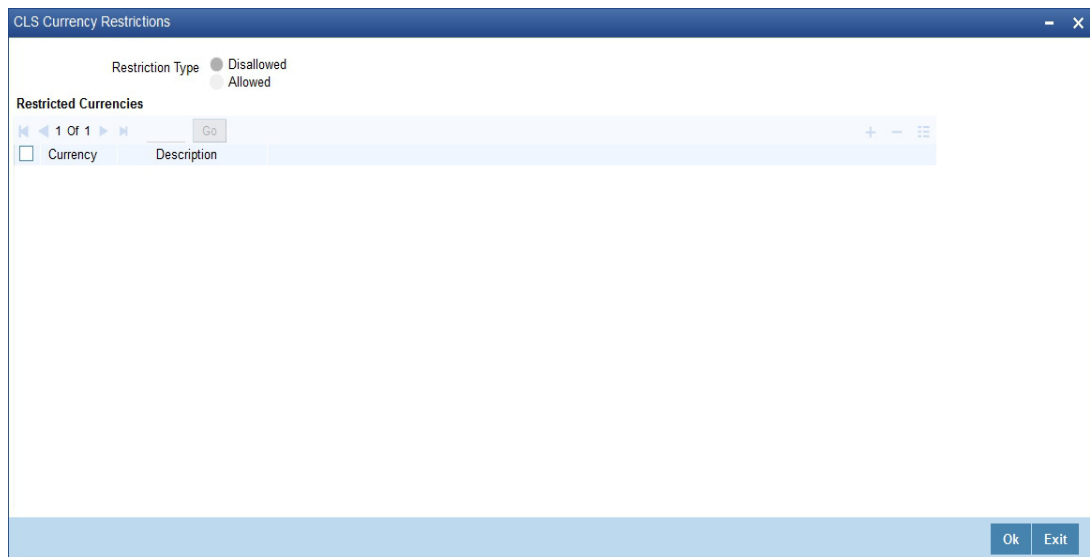 CLS Currency Restrictions
Restriction Type Disallowed
Allowed
Restricted Currencies
1 Of 1 Go
Currency Description
Ok Exit